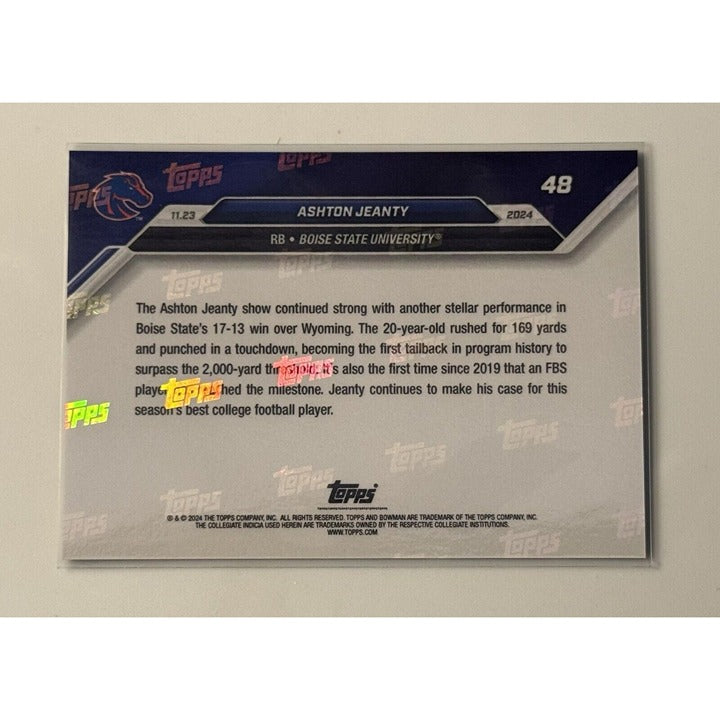 TOPPS
TOPPS
48
11.23
ASHTON JEANTY
2024
RB • BOISE STATE UNIVERSITY®
The Ashton Jeanty show continued strong with another stellar performance in
Boise State's 17-13 win over Wyoming. The 20-year-old rushed for 169 yards
and punched in a touchdown, becoming the first tailback in program history to
surpass the 2,000-yard threshold. It's also the first time since 2019 that an FBS
the milestone. Jeanty continues to make his case for this
season's best college football player.
TOPPS
® & © 2024 THE TOPPS COMPANY, INC. ALL RIGHTS RESERVED. TOPPS AND BOWMAN ARE TRADEMARK OF THE TOPPS COMPANY, INC.
THE COLLEGIATE INDICIA USED HEREIN ARE TRADEMARKS OWNED BY THE RESPECTIVE COLLEGIATE INSTITUTIONS.
WWW.TOPPS.COM